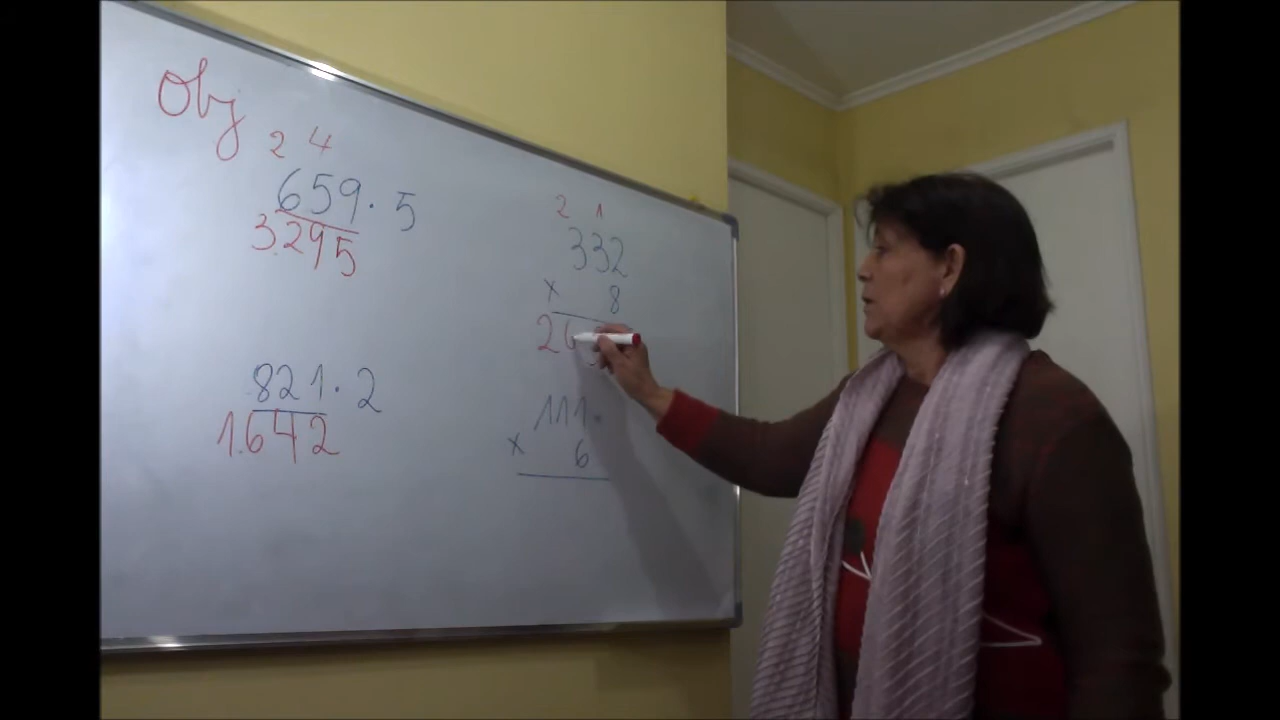 Obj
2 4
659 · 5
3.295
821 · 2
1.642
2 1
332
x 8
26
111 ·
x 6